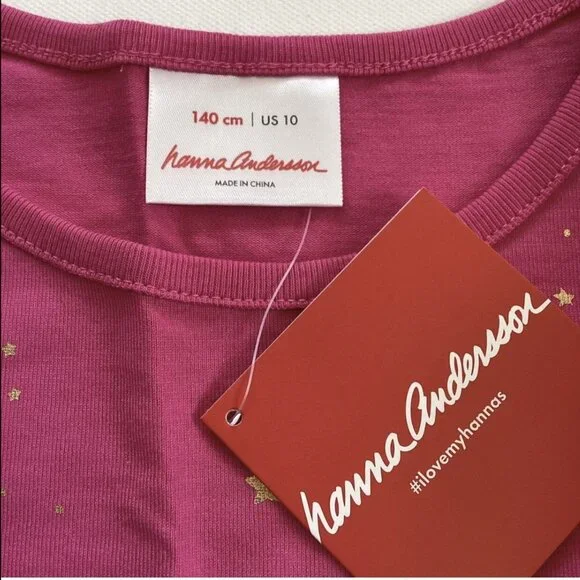 140 cm | US 10
hanna andersson
MADE IN CHINA
hanna andersson
#ilovemyhannas